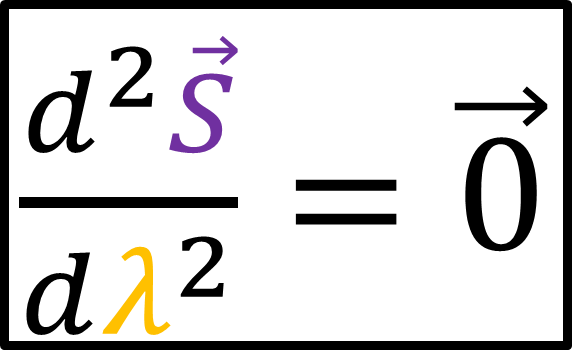 d²S⃗
dλ²
= 0⃗